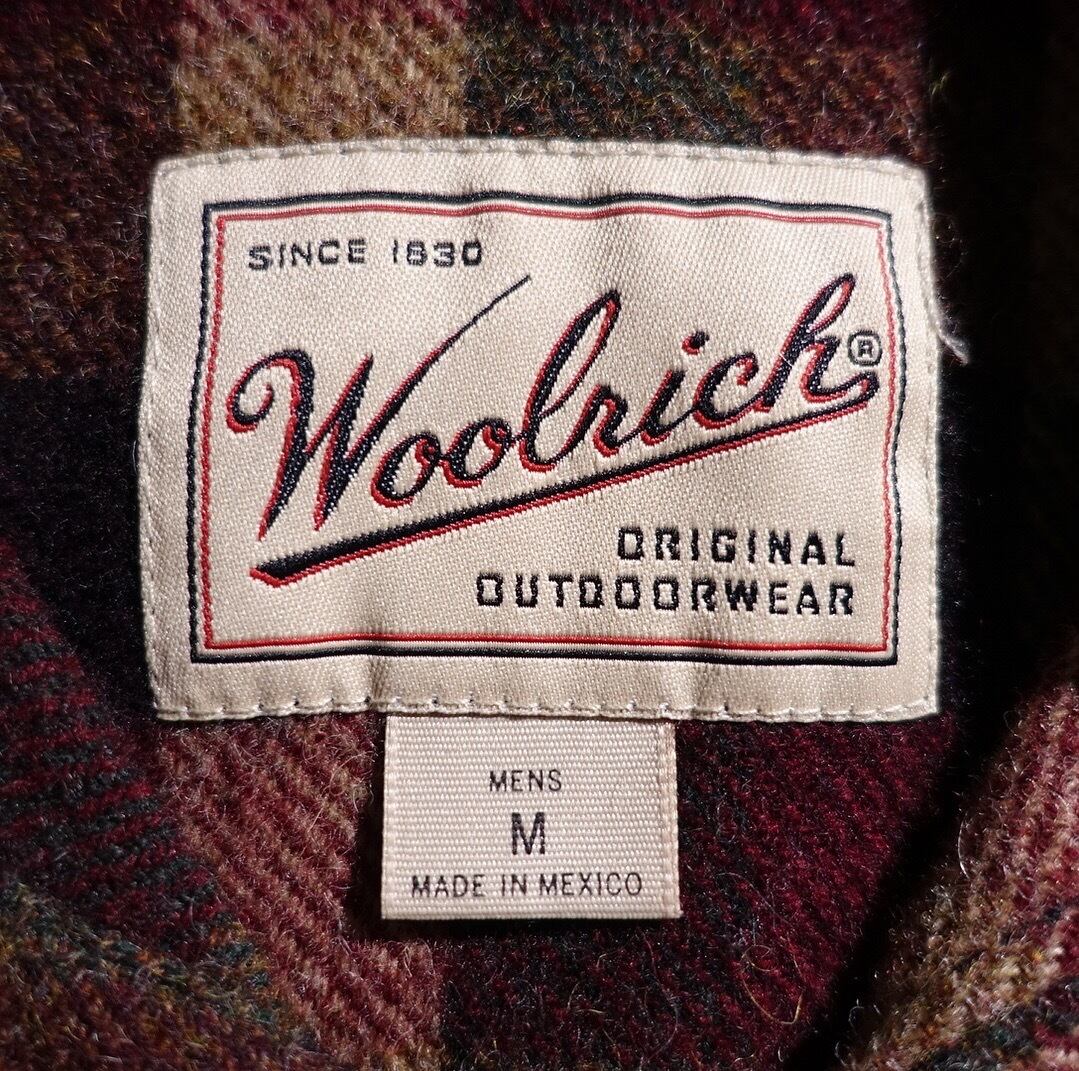 SINCE 1830
Woolrich®
ORIGINAL
OUTDOORWEAR
MENS
M
MADE IN MEXICO